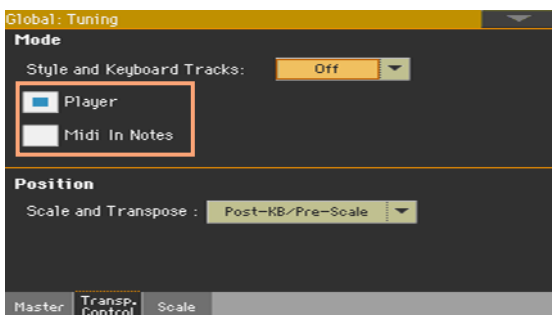 Global: Tuning
Mode
Style and Keyboard Tracks: Off
Player
Midi In Notes
Position
Scale and Transpose : Post-KB/Pre-Scale
Master Transp. Control Scale